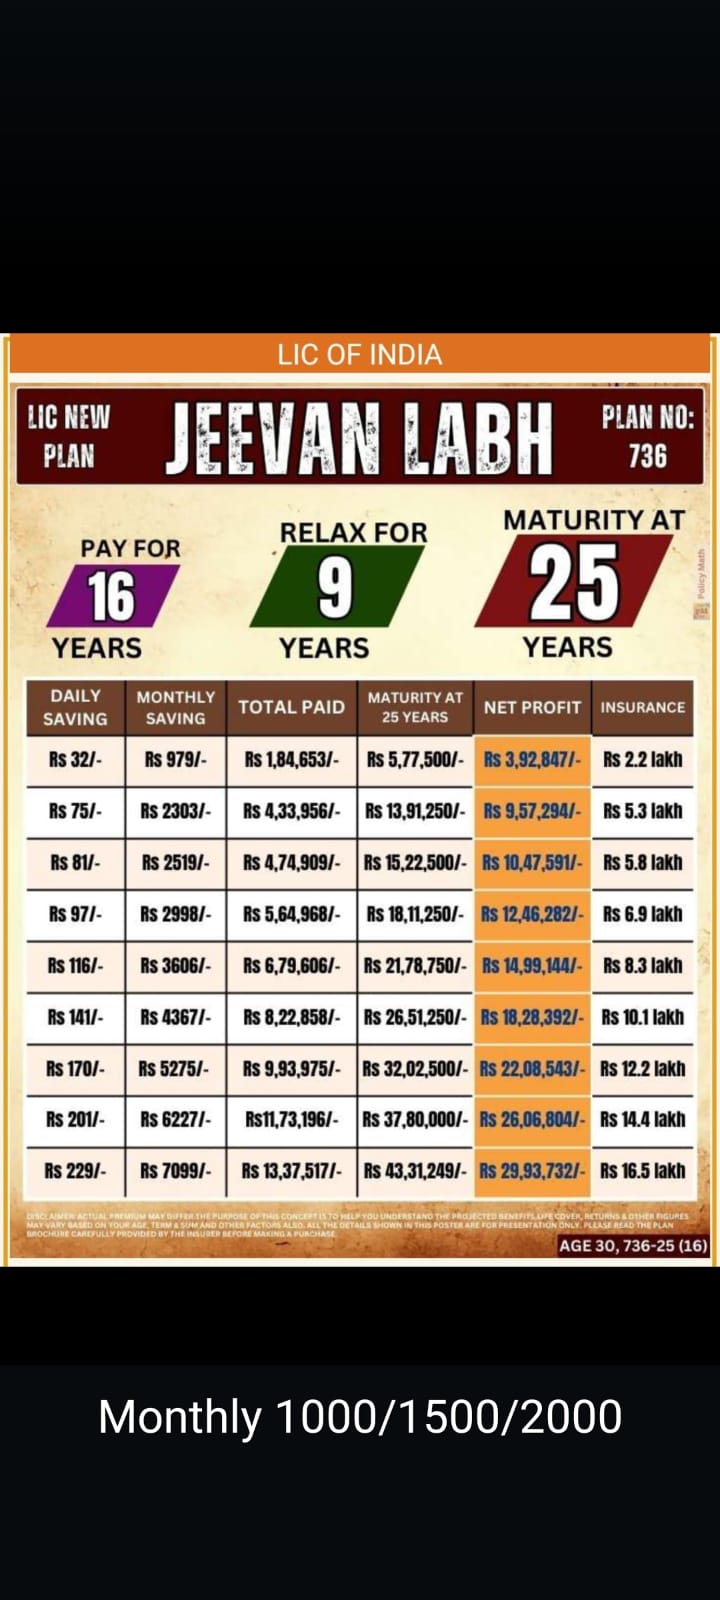 LIC OF INDIA
LIC NEW PLAN
JEEVAN LABH
PLAN NO: 736
PAY FOR 16 YEARS
RELAX FOR 9 YEARS
MATURITY AT 25 YEARS
Policy Math
DAILY SAVING MONTHLY SAVING TOTAL PAID MATURITY AT 25 YEARS NET PROFIT INSURANCE
Rs 32/- Rs 979/- Rs 1,84,653/- Rs 5,77,500/- Rs 3,92,847/- Rs 2.2 lakh
Rs 75/- Rs 2303/- Rs 4,33,956/- Rs 13,91,250/- Rs 9,57,294/- Rs 5.3 lakh
Rs 81/- Rs 2519/- Rs 4,74,909/- Rs 15,22,500/- Rs 10,47,591/- Rs 5.8 lakh
Rs 97/- Rs 2998/- Rs 5,64,968/- Rs 18,11,250/- Rs 12,46,282/- Rs 6.9 lakh
Rs 116/- Rs 3606/- Rs 6,79,606/- Rs 21,78,750/- Rs 14,99,144/- Rs 8.3 lakh
Rs 141/- Rs 4367/- Rs 8,22,858/- Rs 26,51,250/- Rs 18,28,392/- Rs 10.1 lakh
Rs 170/- Rs 5275/- Rs 9,93,975/- Rs 32,02,500/- Rs 22,08,543/- Rs 12.2 lakh
Rs 201/- Rs 6227/- Rs11,73,196/- Rs 37,80,000/- Rs 26,06,804/- Rs 14.4 lakh
Rs 229/- Rs 7099/- Rs 13,37,517/- Rs 43,31,249/- Rs 29,93,732/- Rs 16.5 lakh
DISCLAIMER: ACTUAL PREMIUM MAY DIFFER.THE PURPOSE OF THIS CONCEPT IS TO HELP YOU UNDERSTAND THE PROJECTED BENEFITS.LIFE COVER, RETURNS & OTHER FIGURES
MAY VARY BASED ON YOUR AGE, TERM & SUM AND OTHER FACTORS ALSO. ALL THE DETAILS SHOWN IN THIS POSTER ARE FOR PRESENTATION ONLY. PLEASE READ THE PLAN
BROCHURE CAREFULLY PROVIDED BY THE INSURER BEFORE MAKING A PURCHASE.
AGE 30, 736-25 (16)
Monthly 1000/1500/2000